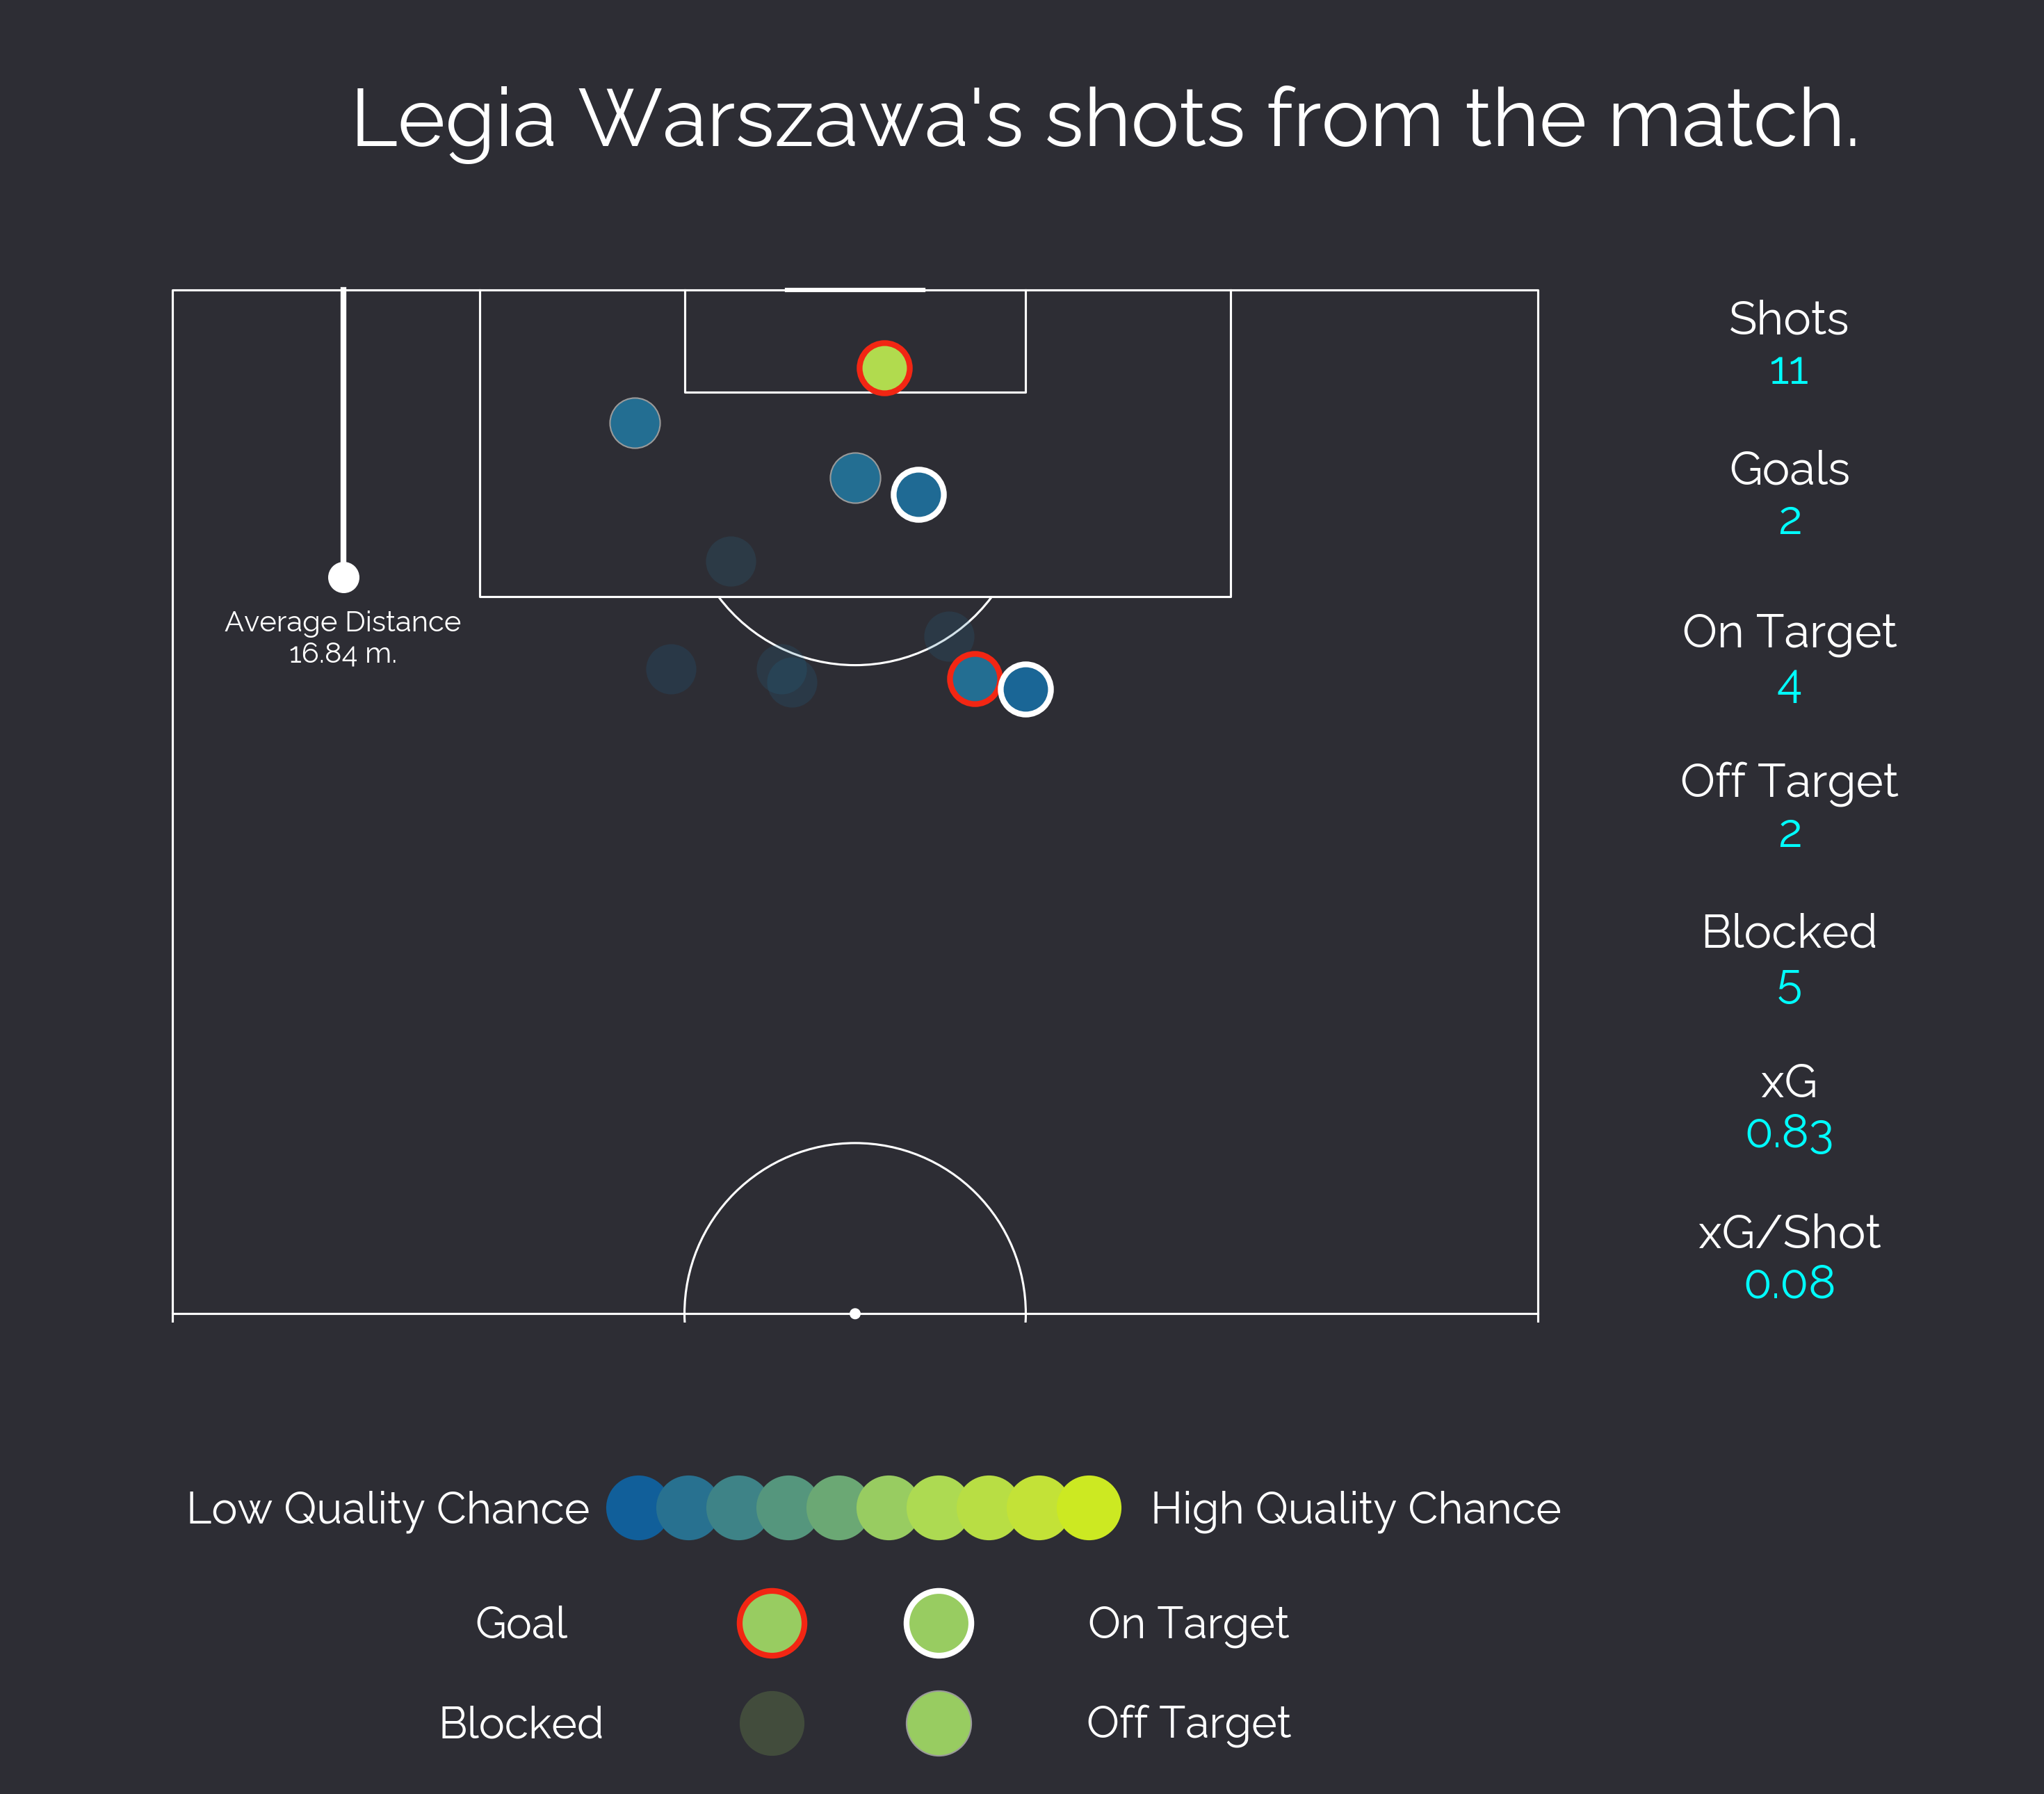 Legia Warszawa's shots from the match.
Average Distance
16.84 m.
Shots
11
Goals
2
On Target
4
Off Target
2
Blocked
5
xG
0.83
xG/Shot
0.08
Low Quality Chance
High Quality Chance
Goal
On Target
Blocked
Off Target